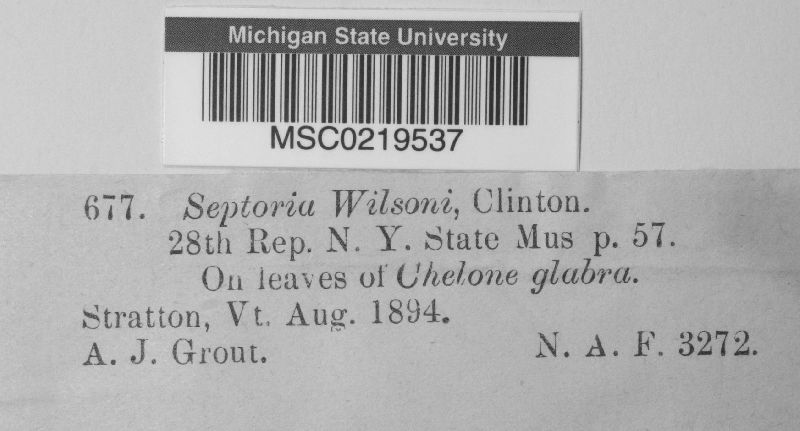 Michigan State University
MSC0219537
677. Septoria Wilsoni, Clinton.
28th Rep. N. Y. State Mus p. 57.
On leaves of Chelone glabra.
Stratton, Vt. Aug. 1894.
A. J. Grout. N. A. F. 3272.